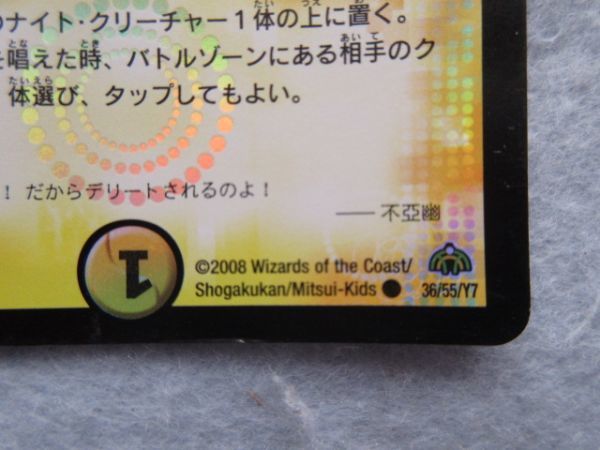 のナイト・クリーチャー1体の上に置く。
を唱えた時、バトルゾーンにある相手のク
体選び、タップしてもよい。
! だからデリートされるのよ!
── 不亞幽
1
©2008 Wizards of the Coast/
Shogakukan/Mitsui-Kids ● 36/55/Y7